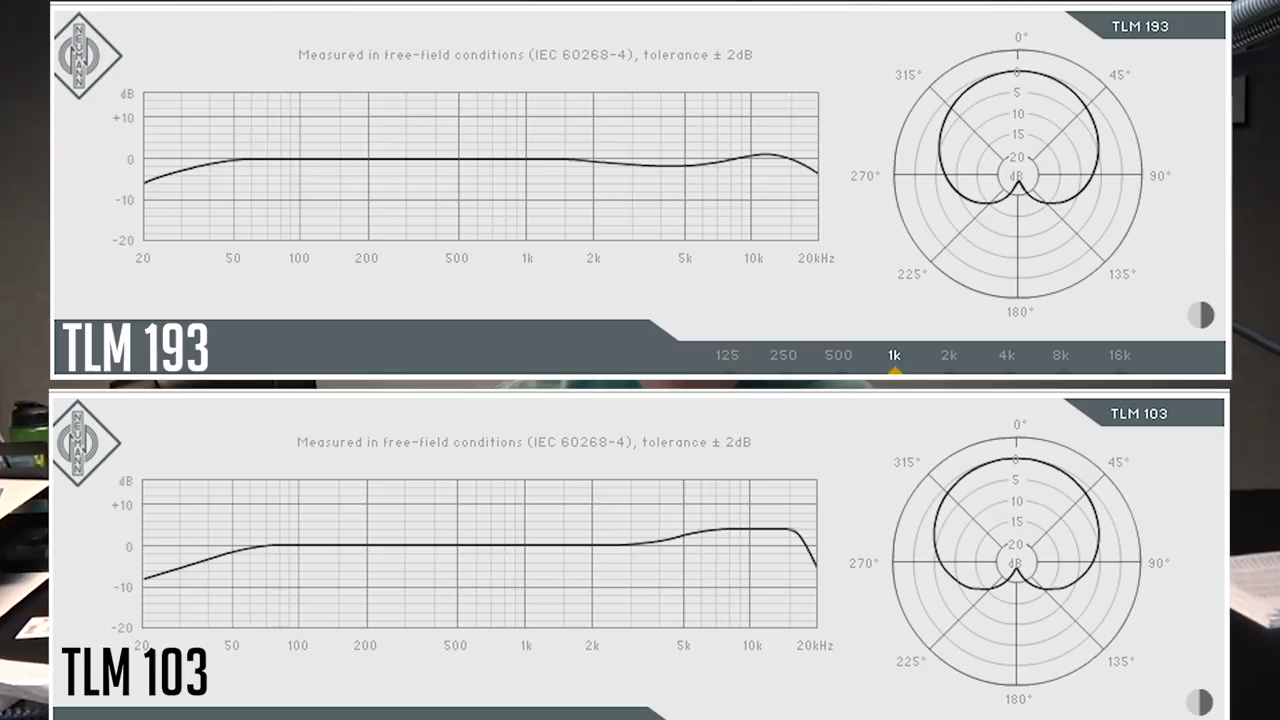 NEUMANN
TLM 193
Measured in free-field conditions (IEC 60268-4), tolerance ± 2dB
dB
+10
0
-10
-20
20 50 100 200 500 1k 2k 5k 10k 20kHz
0°
315° 45°
0
5
10
15
20
270° dB 90°
225° 135°
180°
TLM 193
125 250 500 1k 2k 4k 8k 16k
NEUMANN
TLM 103
Measured in free-field conditions (IEC 60268-4), tolerance ± 2dB
dB
+10
0
-10
-20
20 50 100 200 500 1k 2k 5k 10k 20kHz
0°
315° 45°
0
5
10
15
20
270° dB 90°
225° 135°
180°
TLM 103